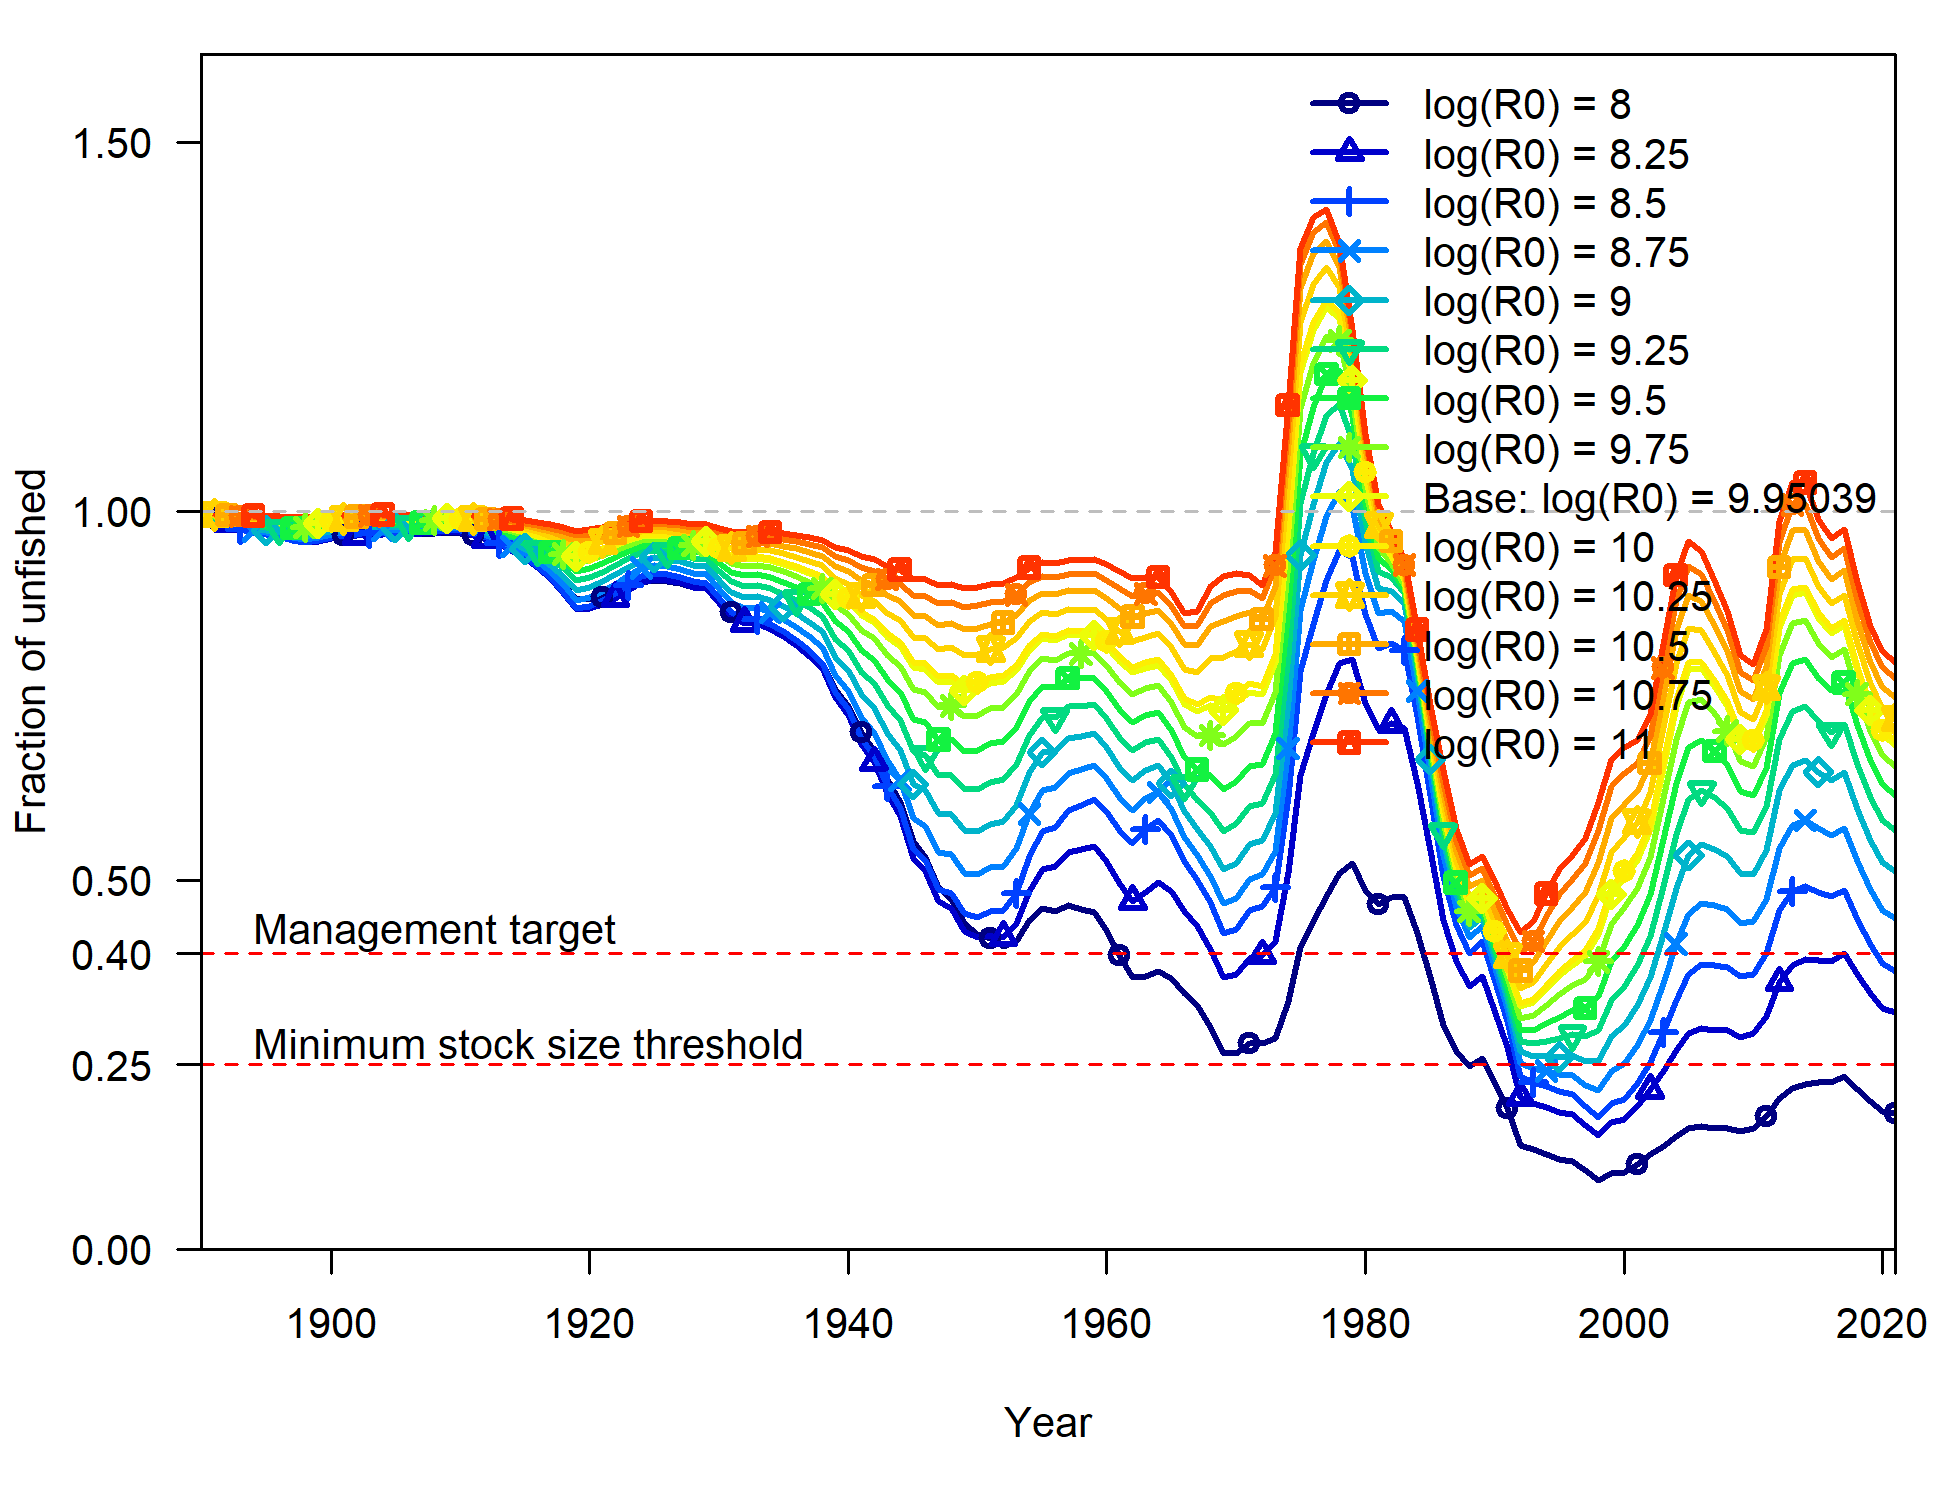 log(R0) = 8
log(R0) = 8.25
log(R0) = 8.5
log(R0) = 8.75
log(R0) = 9
log(R0) = 9.25
log(R0) = 9.5
log(R0) = 9.75
Base: log(R0) = 9.95039
log(R0) = 10
log(R0) = 10.25
log(R0) = 10.5
log(R0) = 10.75
log(R0) = 11
Fraction of unfished
1.50
1.00
0.50
0.40
0.25
0.00
Management target
Minimum stock size threshold
1900 1920 1940 1960 1980 2000 2020
Year